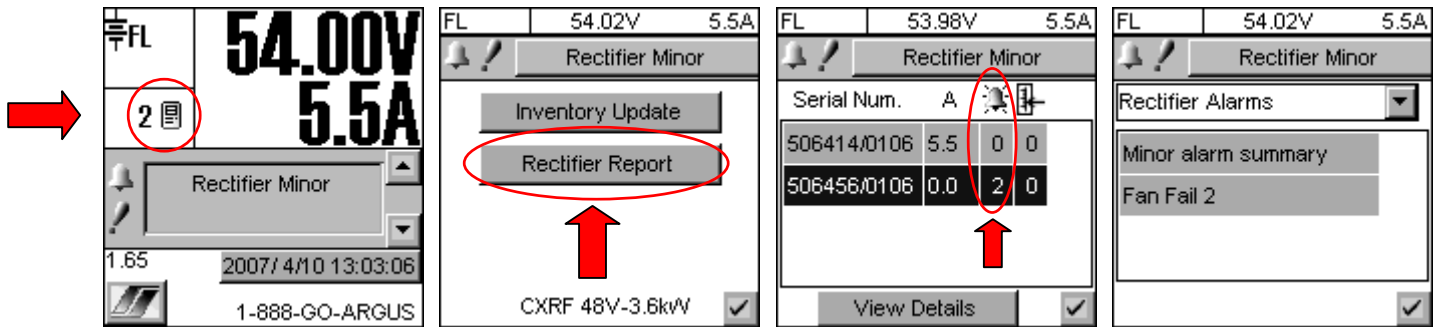 FL
54.00V
5.5A
2
Rectifier Minor
1.65
2007/ 4/10 13:03:06
1-888-GO-ARGUS
FL 54.02V 5.5A
Rectifier Minor
Inventory Update
Rectifier Report
CXRF 48V-3.6kW
FL 53.98V 5.5A
Rectifier Minor
Serial Num. A
506414/0106 5.5 0 0
506456/0106 0.0 2 0
View Details
FL 54.02V 5.5A
Rectifier Minor
Rectifier Alarms
Minor alarm summary
Fan Fail 2